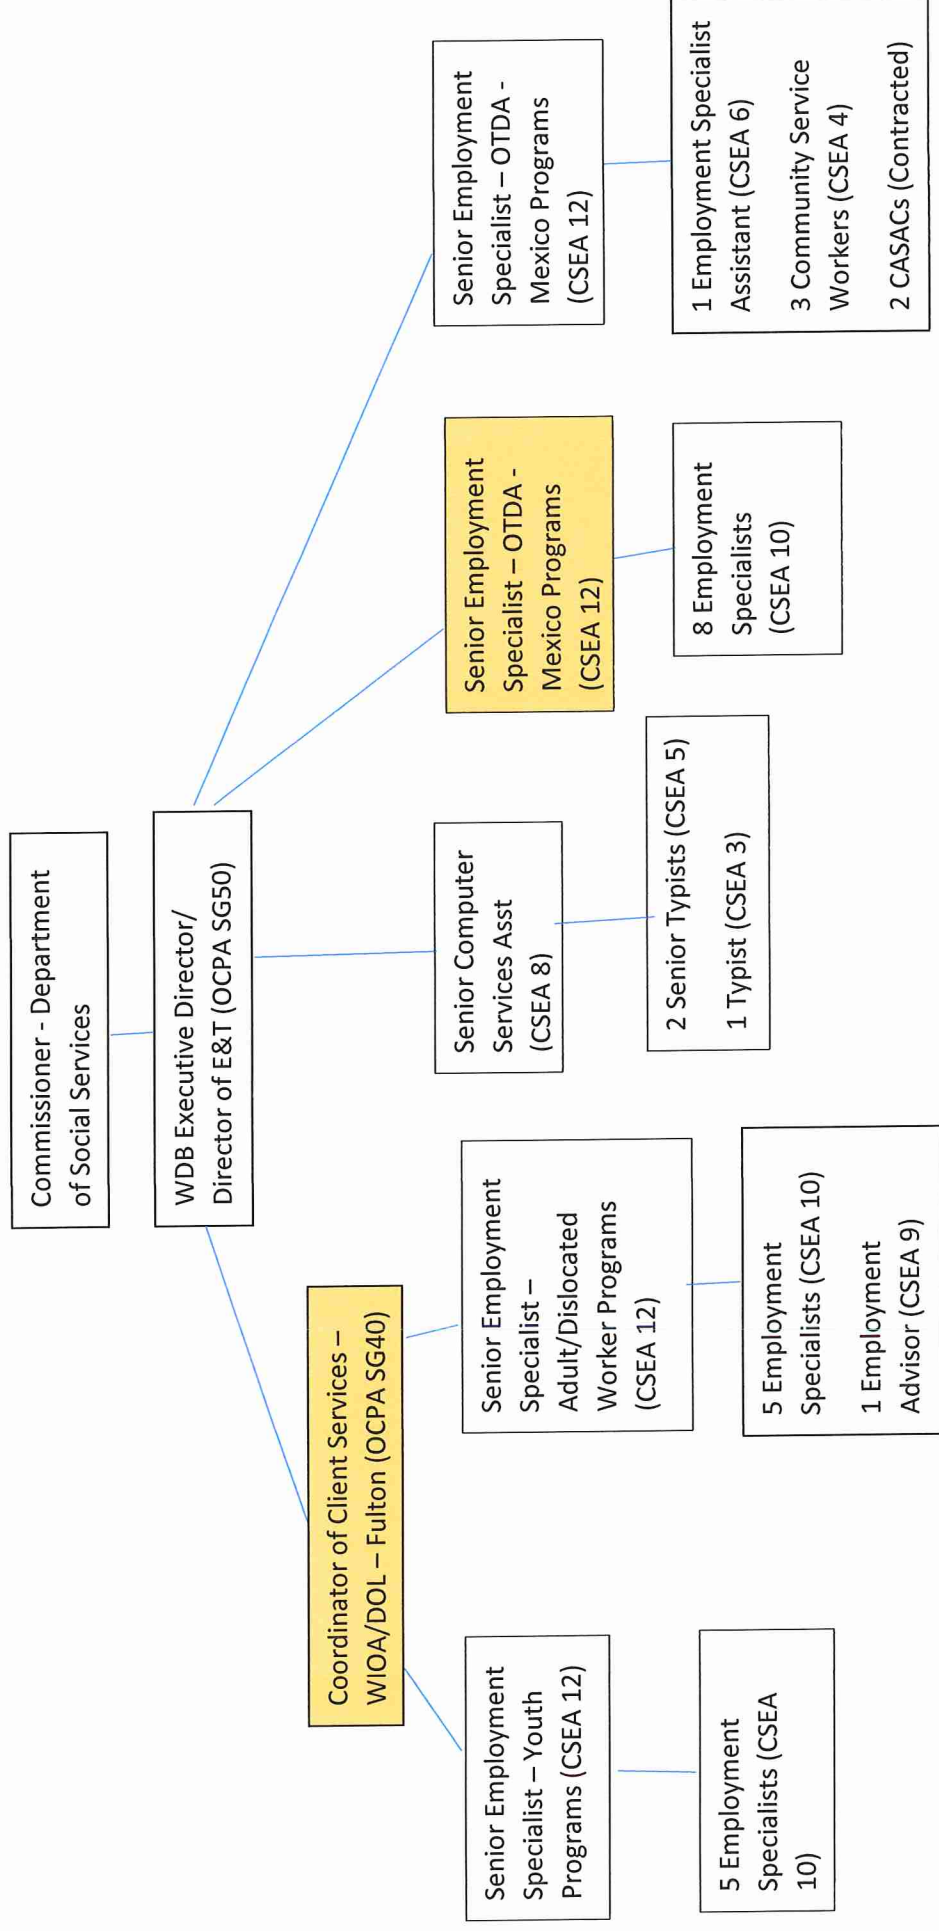 Commissioner - Department
of Social Services
WDB Executive Director/
Director of E&T (OCPA SG50)
Coordinator of Client Services –
WIOA/DOL – Fulton (OCPA SG40)
Senior Employment
Specialist – Youth
Programs (CSEA 12)
5 Employment
Specialists (CSEA
10)
Senior Employment
Specialist –
Adult/Dislocated
Worker Programs
(CSEA 12)
5 Employment
Specialists (CSEA 10)
1 Employment
Advisor (CSEA 9)
Senior Computer
Services Asst
(CSEA 8)
2 Senior Typists (CSEA 5)
1 Typist (CSEA 3)
Senior Employment
Specialist – OTDA -
Mexico Programs
(CSEA 12)
8 Employment
Specialists
(CSEA 10)
Senior Employment
Specialist – OTDA -
Mexico Programs
(CSEA 12)
1 Employment Specialist
Assistant (CSEA 6)
3 Community Service
Workers (CSEA 4)
2 CASACs (Contracted)